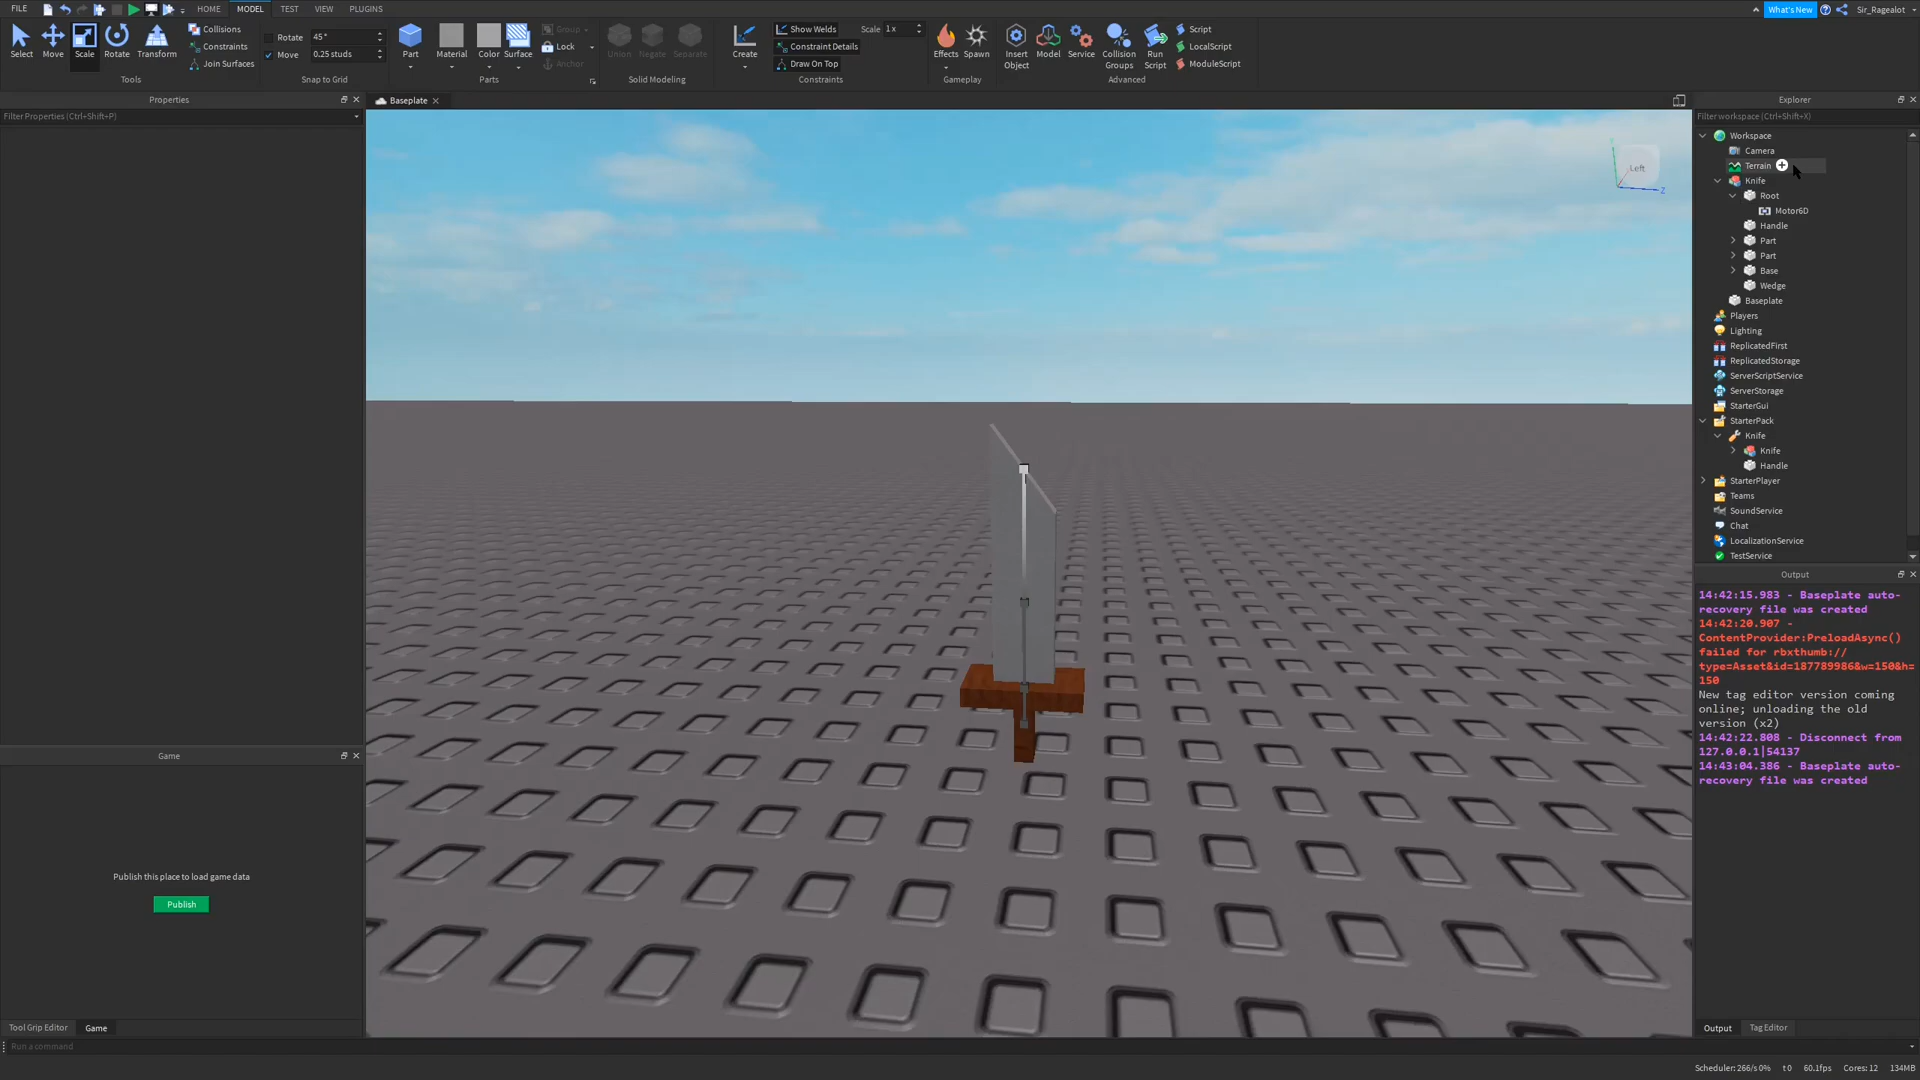 FILE HOME MODEL TEST VIEW PLUGINS What's New Sir_Ragealot
Select Move Scale Rotate Transform
Collisions
Constraints
Join Surfaces
Tools
Rotate 45°
Move 0.25 studs
Snap to Grid
Part Material Color Surface
Group
Lock
Anchor
Parts
Union Negate Separate
Solid Modeling
Create
Show Welds Scale 1x
Constraint Details
Draw On Top
Constraints
Effects Spawn
Gameplay
Insert Object
Model
Service
Collision Groups
Run Script
Script
LocalScript
ModuleScript
Advanced
Properties
Filter Properties (Ctrl+Shift+P)
Baseplate
Left
Y
Z
Explorer
Filter workspace (Ctrl+Shift+X)
Workspace
Camera
Terrain
Knife
Root
Motor6D
Handle
Part
Part
Base
Wedge
Baseplate
Players
Lighting
ReplicatedFirst
ReplicatedStorage
ServerScriptService
ServerStorage
StarterGui
StarterPack
Knife
Knife
Handle
StarterPlayer
Teams
SoundService
Chat
LocalizationService
TestService
Output
14:42:15.983 - Baseplate auto-
recovery file was created
14:42:20.907 -
ContentProvider:PreloadAsync()
failed for rbxthumb://
type=Asset&id=187789986&w=150&h=
150
New tag editor version coming
online; unloading the old
version (x2)
14:42:22.808 - Disconnect from
127.0.0.1|54137
14:43:04.386 - Baseplate auto-
recovery file was created
Output Tag Editor
Game
Publish this place to load game data
Publish
Tool Grip Editor Game
Run a command
Scheduler: 266/s 0% t 0 60.1fps Cores: 12 134MB